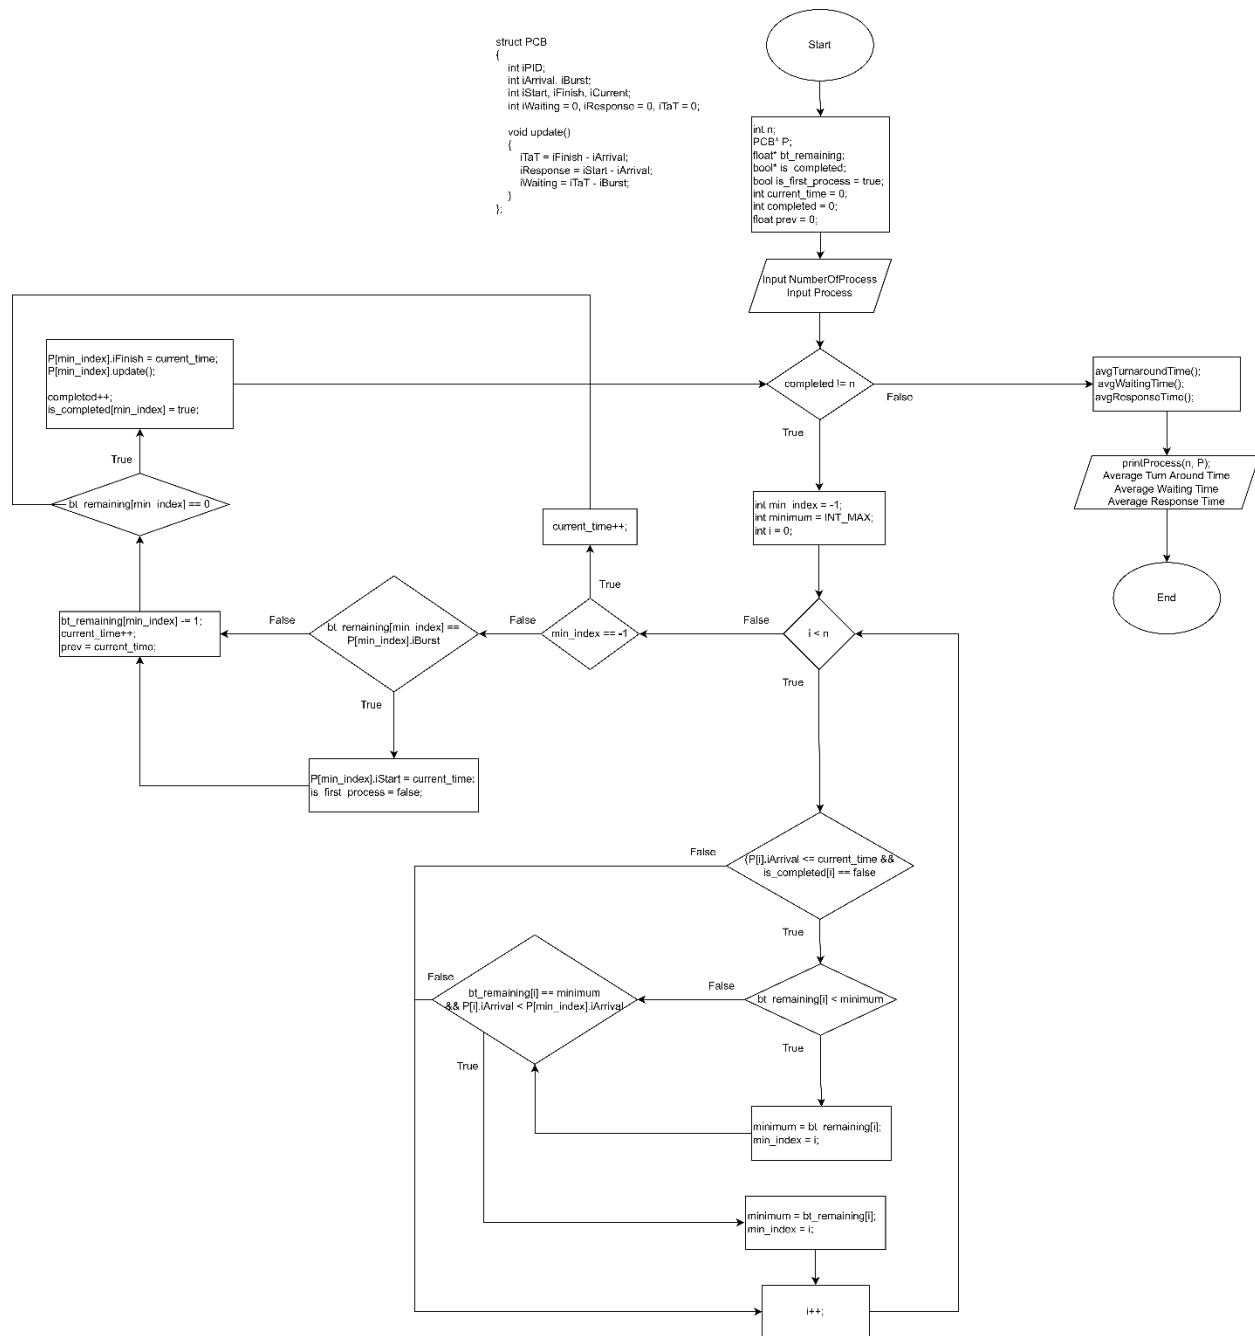 struct PCB
{
int iPID;
int iArrival, iBurst;
int iStart, iFinish, iCurrent;
int iWaiting = 0, iResponse = 0, iTaT = 0;
void update()
{
iTaT = iFinish - iArrival;
iResponse = iStart - iArrival;
iWaiting = iTaT - iBurst;
}
};
Start
int n;
PCB* P;
float* bt_remaining;
bool* is_completed;
bool is_first_process = true;
int current_time = 0;
int completed = 0;
float prev = 0;
Input NumberOfProcess
Input Process
completed != n
False
True
avgTurnaroundTime();
avgWaitingTime();
avgResponseTime();
printProcess(n, P);
Average Turn Around Time
Average Waiting Time
Average Response Time
End
int min_index = -1;
int minimum = INT_MAX;
int i = 0;
i < n
False
True
min_index == -1
True
False
current_time++;
bt_remaining[min_index] ==
P[min_index].iBurst
False
True
P[min_index].iStart = current_time;
is_first_process = false;
bt_remaining[min_index] -= 1;
current_time++;
prev = current_time;
bt_remaining[min_index] == 0
True
P[min_index].iFinish = current_time;
P[min_index].update();
completed++;
is_completed[min_index] = true;
(P[i].iArrival <= current_time &&
is_completed[i] == false
False
True
bt_remaining[i] < minimum
False
True
bt_remaining[i] == minimum
&& P[i].iArrival < P[min_index].iArrival
False
True
minimum = bt_remaining[i];
min_index = i;
minimum = bt_remaining[i];
min_index = i;
i++;